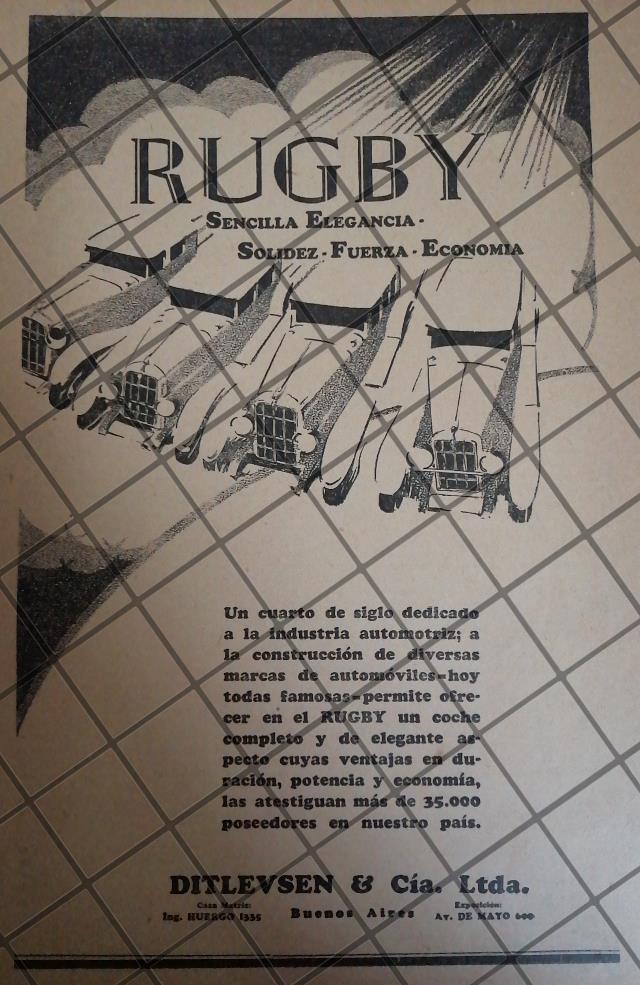 RUGBY
SENCILLA ELEGANCIA -
SOLIDEZ - FUERZA - ECONOMIA
Un cuarto de siglo dedicado
a la industria automotriz; a
la construcción de diversas
marcas de automóviles=hoy
todas famosas=permite ofre-
cer en el RUGBY un coche
completo y de elegante as-
pecto cuyas ventajas en du-
ración, potencia y economía,
las atestiguan más de 35.000
poseedores en nuestro país.
DITLEVSEN & Cía. Ltda.
Casa Matriz: Exposición:
Ing. HUERGO 1335 Buenos Aires Av. DE MAYO 600